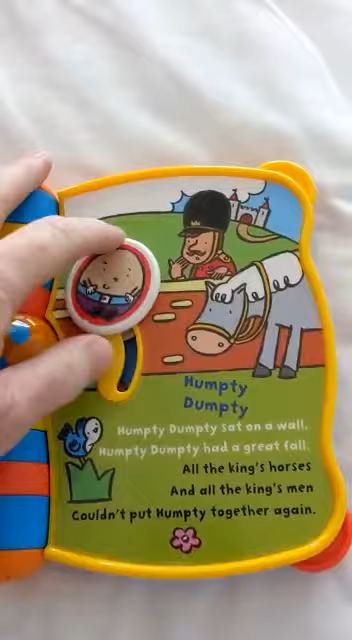 Humpty
Dumpty
Humpty Dumpty sat on a wall,
Humpty Dumpty had a great fall.
All the king's horses
And all the king's men
Couldn't put Humpty together again.